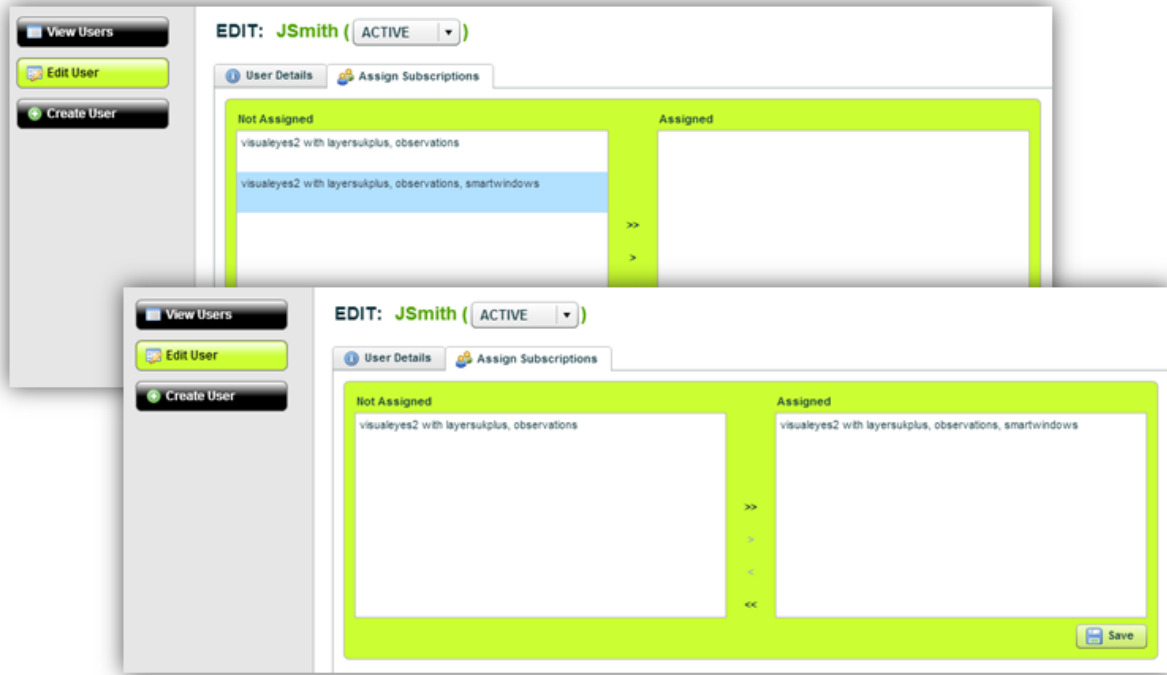 View Users
Edit User
Create User
EDIT: JSmith ( ACTIVE )
User Details
Assign Subscriptions
Not Assigned
visualeyes2 with layersukplus, observations
visualeyes2 with layersukplus, observations, smartwindows
>>
>
Assigned
View Users
Edit User
Create User
EDIT: JSmith ( ACTIVE )
User Details
Assign Subscriptions
Not Assigned
visualeyes2 with layersukplus, observations
>>
>
<
<<
Assigned
visualeyes2 with layersukplus, observations, smartwindows
Save